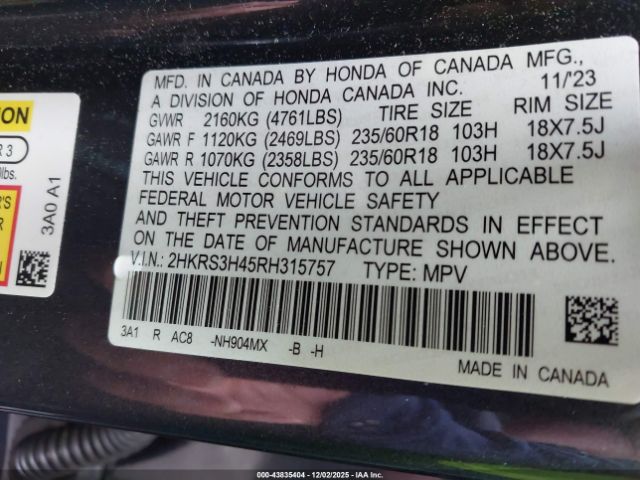 TION
R 3
lbs.
R'S
R
3A0 A1
MFD. IN CANADA BY HONDA OF CANADA MFG.,
A DIVISION OF HONDA CANADA INC. 11/'23
GVWR 2160KG (4761LBS) TIRE SIZE RIM SIZE
GAWR F 1120KG (2469LBS) 235/60R18 103H 18X7.5J
GAWR R 1070KG (2358LBS) 235/60R18 103H 18X7.5J
THIS VEHICLE CONFORMS TO ALL APPLICABLE
FEDERAL MOTOR VEHICLE SAFETY
AND THEFT PREVENTION STANDARDS IN EFFECT
ON THE DATE OF MANUFACTURE SHOWN ABOVE.
V.I.N.: 2HKRS3H45RH315757 TYPE: MPV
3A1 R AC8 -NH904MX -B -H
MADE IN CANADA
000-43835404 | 12/02/2025 - IAA Inc.